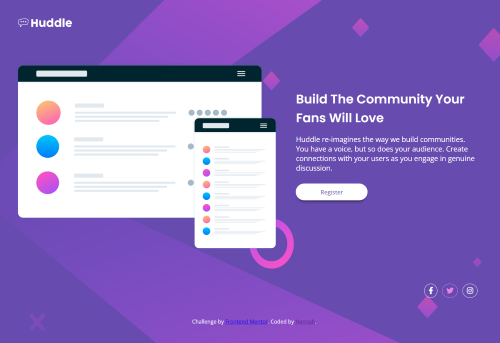 Huddle
Build The Community Your
Fans Will Love
Huddle re-imagines the way we build communities.
You have a voice, but so does your audience. Create
connections with your users as you engage in genuine
discussion.
Register
Challenge by Frontend Mentor. Coded by